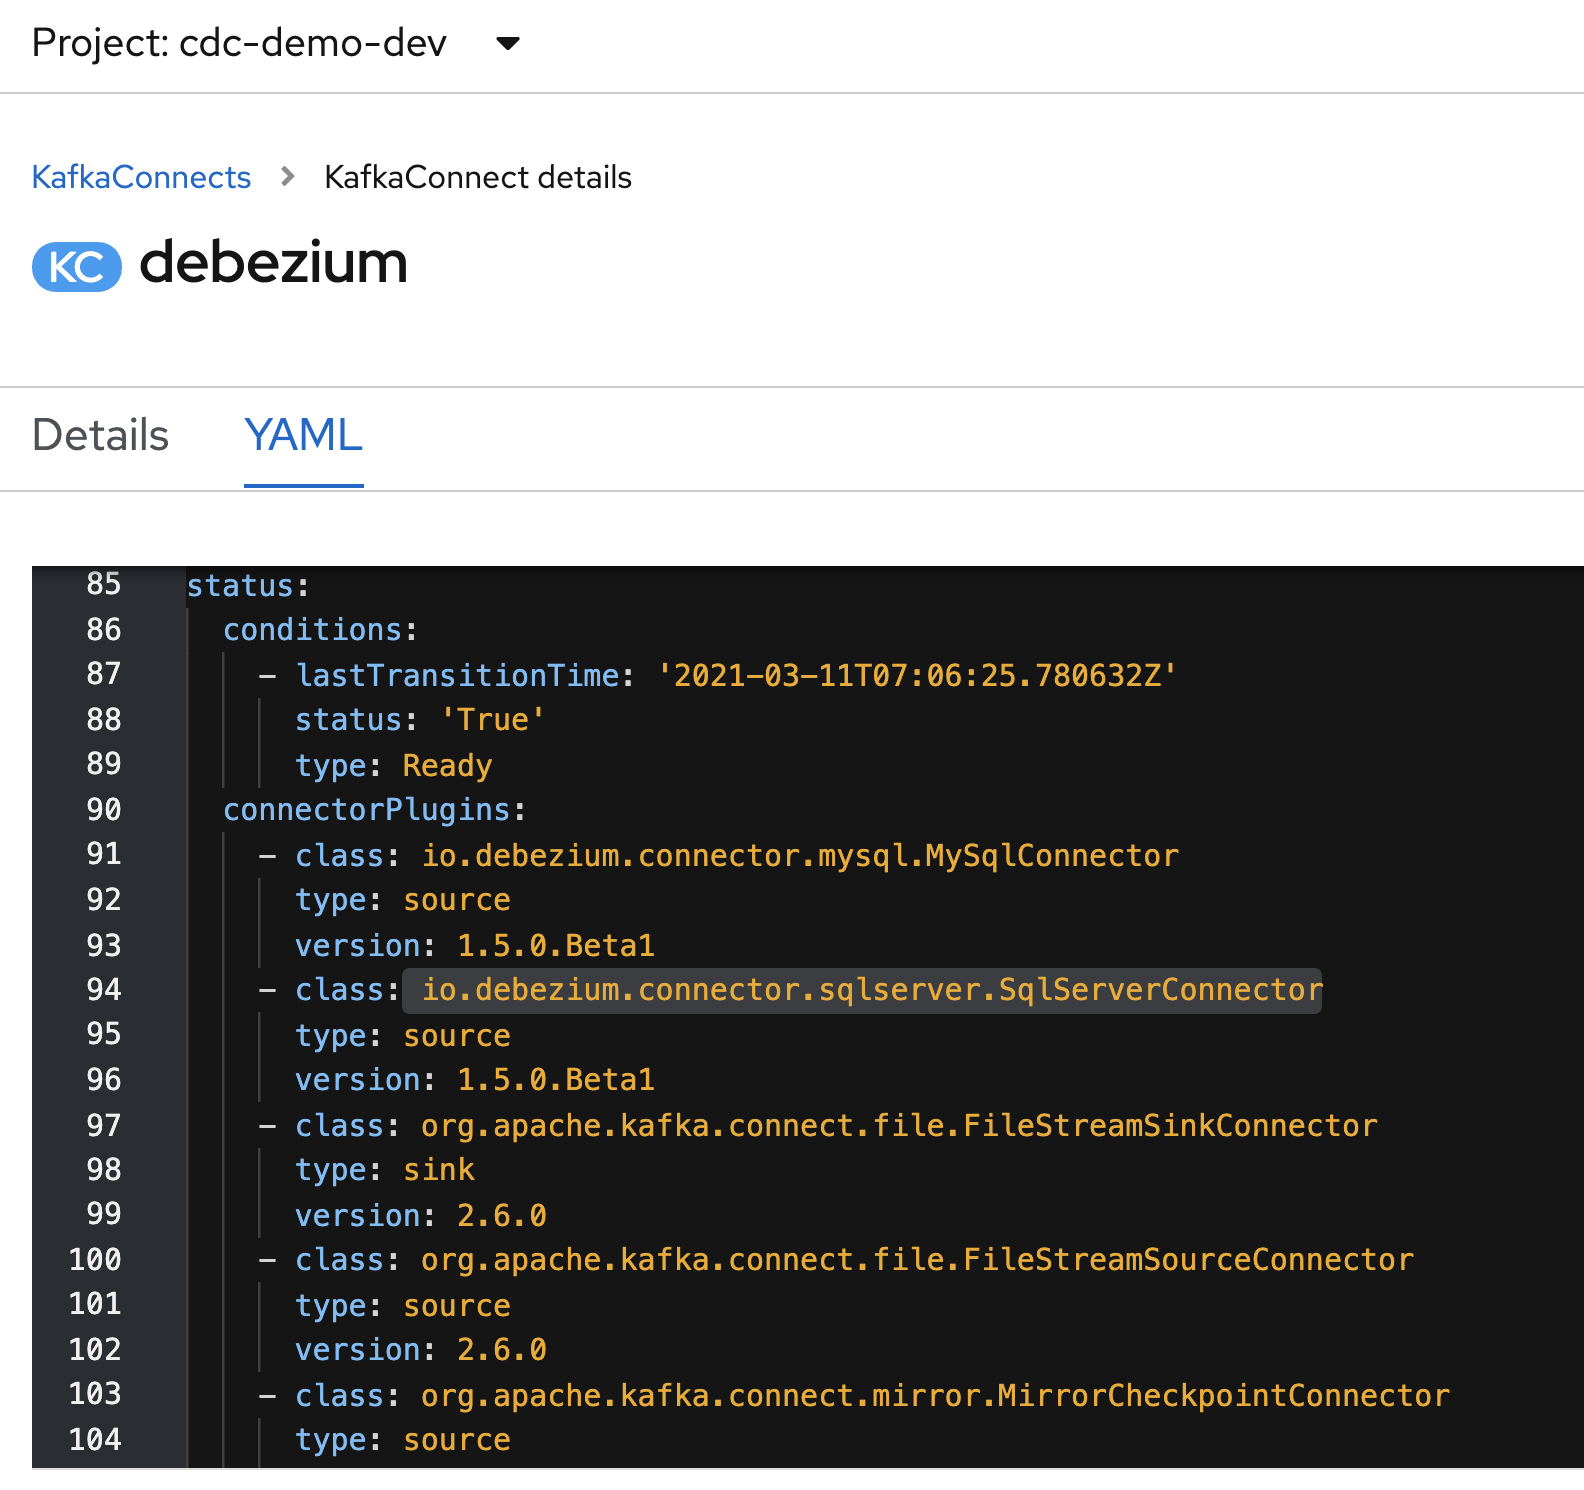 Project: cdc-demo-dev
KafkaConnects > KafkaConnect details
KC debezium
Details YAML
85 status:
86 conditions:
87 - lastTransitionTime: '2021-03-11T07:06:25.780632Z'
88 status: 'True'
89 type: Ready
90 connectorPlugins:
91 - class: io.debezium.connector.mysql.MySqlConnector
92 type: source
93 version: 1.5.0.Beta1
94 - class: io.debezium.connector.sqlserver.SqlServerConnector
95 type: source
96 version: 1.5.0.Beta1
97 - class: org.apache.kafka.connect.file.FileStreamSinkConnector
98 type: sink
99 version: 2.6.0
100 - class: org.apache.kafka.connect.file.FileStreamSourceConnector
101 type: source
102 version: 2.6.0
103 - class: org.apache.kafka.connect.mirror.MirrorCheckpointConnector
104 type: source